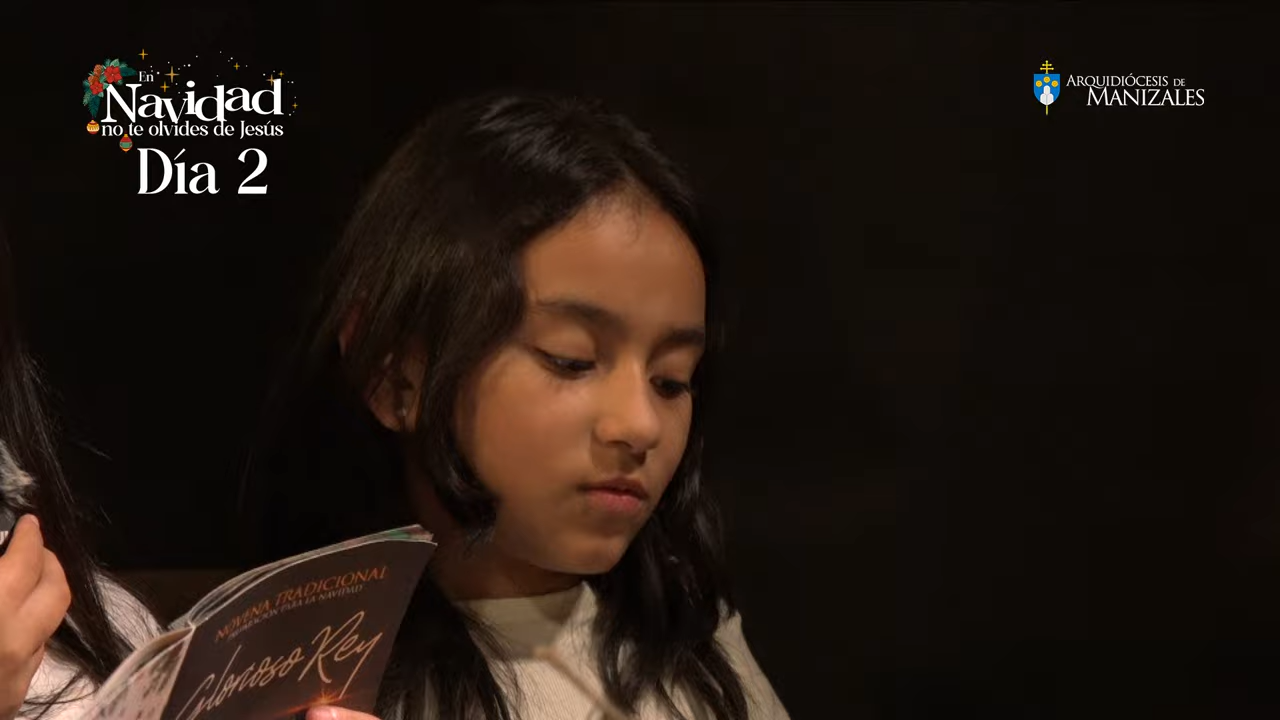 En
Navidad
no te olvides de Jesús
Día 2
ARQUIDIÓCESIS DE
MANIZALES
NOVENA TRADICIONAL
PREPARACIÓN PARA LA NAVIDAD
Glorioso Rey